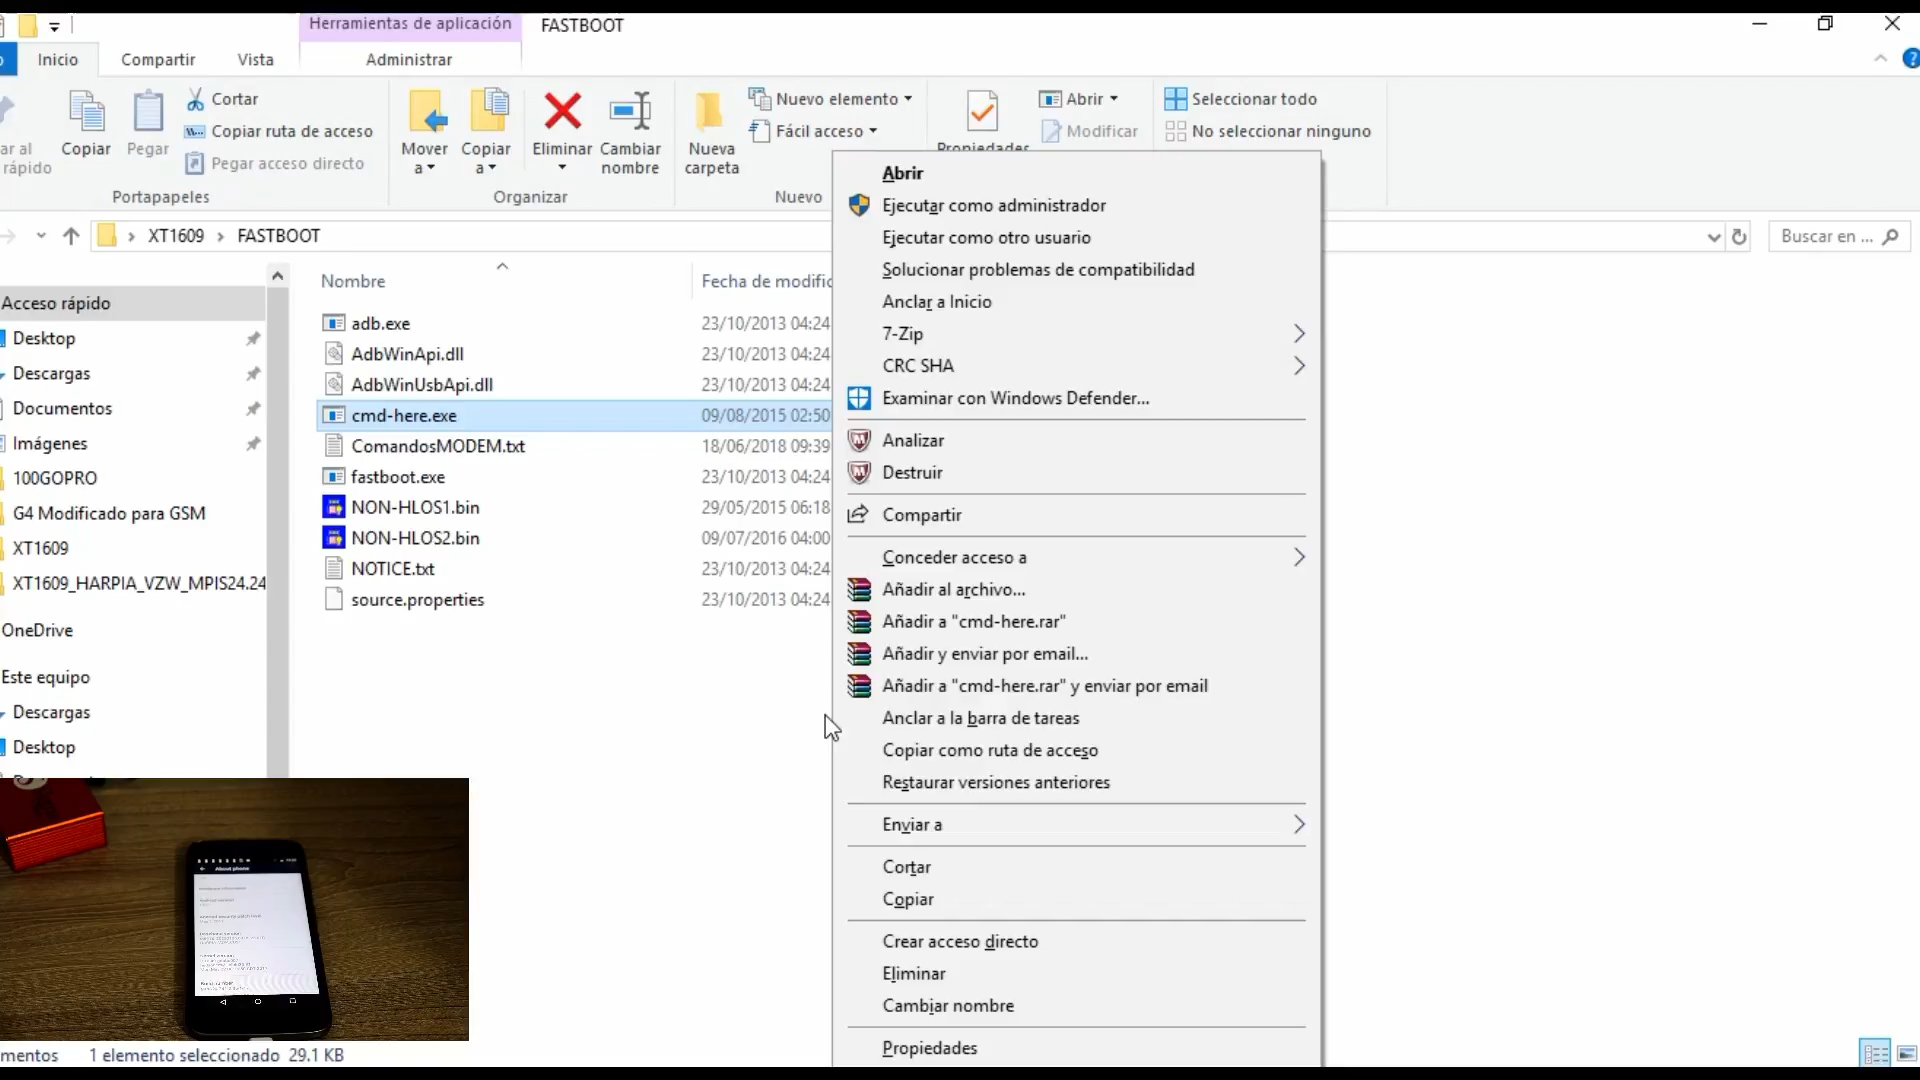 Herramientas de aplicación
FASTBOOT
Inicio
Compartir
Vista
Administrar
ar al
rápido
Copiar
Pegar
Cortar
Copiar ruta de acceso
Pegar acceso directo
Portapapeles
Mover
a
Copiar
a
Eliminar
Cambiar
nombre
Organizar
Nueva
carpeta
Nuevo elemento
Fácil acceso
Nuevo
Propiedades
Abrir
Modificar
Seleccionar todo
No seleccionar ninguno
XT1609 > FASTBOOT
Buscar en ...
Acceso rápido
Desktop
Descargas
Documentos
Imágenes
100GOPRO
G4 Modificado para GSM
XT1609
XT1609_HARPIA_VZW_MPIS24.24
OneDrive
Este equipo
Descargas
Desktop
Nombre
Fecha de modific
adb.exe 23/10/2013 04:24
AdbWinApi.dll 23/10/2013 04:24
AdbWinUsbApi.dll 23/10/2013 04:24
cmd-here.exe 09/08/2015 02:50
ComandosMODEM.txt 18/06/2018 09:39
fastboot.exe 23/10/2013 04:24
NON-HLOS1.bin 29/05/2015 06:18
NON-HLOS2.bin 09/07/2016 04:00
NOTICE.txt 23/10/2013 04:24
source.properties 23/10/2013 04:24
Abrir
Ejecutar como administrador
Ejecutar como otro usuario
Solucionar problemas de compatibilidad
Anclar a Inicio
7-Zip
CRC SHA
Examinar con Windows Defender...
Analizar
Destruir
Compartir
Conceder acceso a
Añadir al archivo...
Añadir a "cmd-here.rar"
Añadir y enviar por email...
Añadir a "cmd-here.rar" y enviar por email
Anclar a la barra de tareas
Copiar como ruta de acceso
Restaurar versiones anteriores
Enviar a
Cortar
Copiar
Crear acceso directo
Eliminar
Cambiar nombre
Propiedades
About phone
mentos 1 elemento seleccionado 29.1 KB